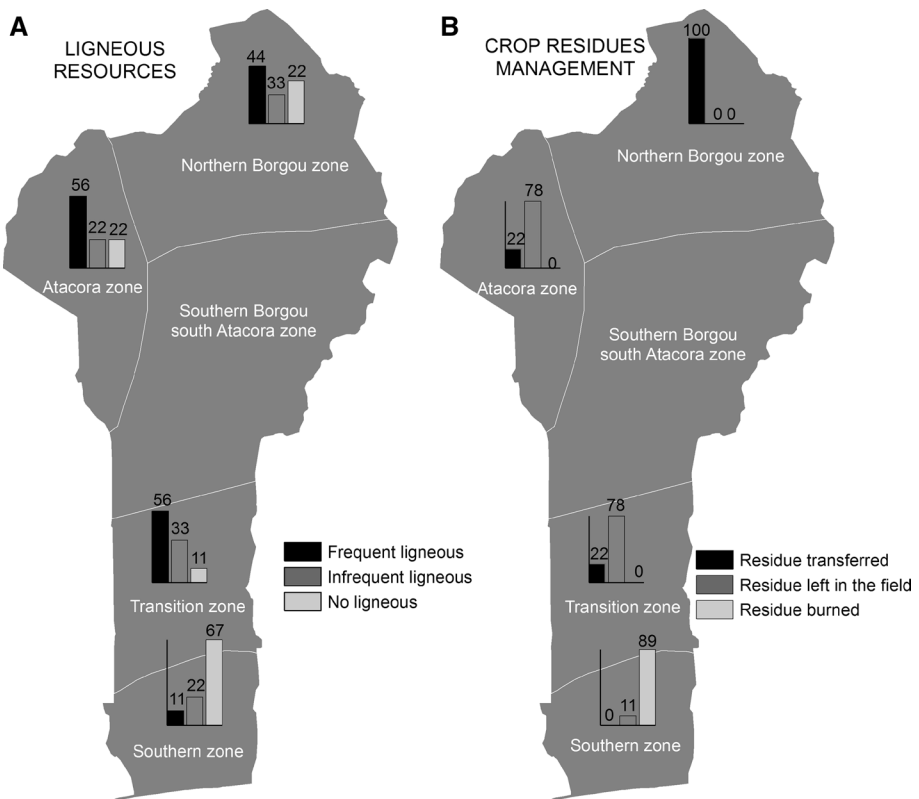 A
LIGNEOUS
RESOURCES
44
33
22
Northern Borgou zone
56
22
22
Atacora zone
Southern Borgou
south Atacora zone
56
33
11
Transition zone
67
11
22
Southern zone
Frequent ligneous
Infrequent ligneous
No ligneous
B
CROP RESIDUES
MANAGEMENT
100
0 0
Northern Borgou zone
78
22
0
Atacora zone
Southern Borgou
south Atacora zone
78
22
0
Transition zone
89
0
11
Southern zone
Residue transferred
Residue left in the field
Residue burned